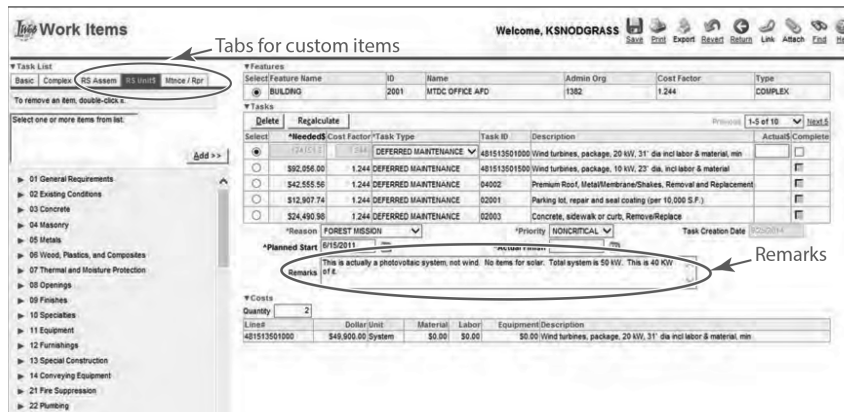 Work Items
Welcome, KSNODGRASS
Save Print Export Revert Return Link Attach Find
Tabs for custom items
Task List
Basic Complex RS Assem RS Units Mtnce / Rpr
To remove an item, double-click x.
Select one or more items from list:
Add >>
01 General Requirements
02 Existing Conditions
03 Concrete
04 Masonry
05 Metals
06 Wood, Plastics, and Composites
07 Thermal and Moisture Protection
08 Openings
09 Finishes
10 Specialties
11 Equipment
12 Furnishings
13 Special Construction
14 Conveying Equipment
21 Fire Suppression
22 Plumbing
Features
Select Feature Name ID Name Admin Org Cost Factor Type
BUILDING 2001 MTDC OFFICE AFD 1382 1.244 COMPLEX
Tasks
Delete Recalculate Previous 1-5 of 10 Next 5
Select *Needed$ Cost Factor *Task Type Task ID Description Actual$ Complete
1.244 DEFERRED MAINTENANCE 481513501000 Wind turbines, package, 20 kW, 31' dia incl labor & material, min
$92,056.00 1.244 DEFERRED MAINTENANCE 481513501500 Wind turbines, package, 10 kW, 23' dia, incl labor & material
$42,555.56 1.244 DEFERRED MAINTENANCE 04002 Premium Roof, Metal/Membrane/Shakes, Removal and Replacement
$12,907.74 1.244 DEFERRED MAINTENANCE 02001 Parking lot, repair and seal coating (per 10,000 S.F.)
$24,490.98 1.244 DEFERRED MAINTENANCE 02003 Concrete, sidewalk or curb, Remove/Replace
*Reason FOREST MISSION *Priority NONCRITICAL Task Creation Date
*Planned Start 6/15/2011 *Actual Finish
Remarks This is actually a photovoltaic system, not wind. No items for solar. Total system is 50 kW. This is 40 KW
of it.
Remarks
Costs
Quantity 2
Line# Dollar Unit Material Labor Equipment Description
481513501000 $49,900.00 System $0.00 $0.00 $0.00 Wind turbines, package, 20 kW, 31' dia incl labor & material, min